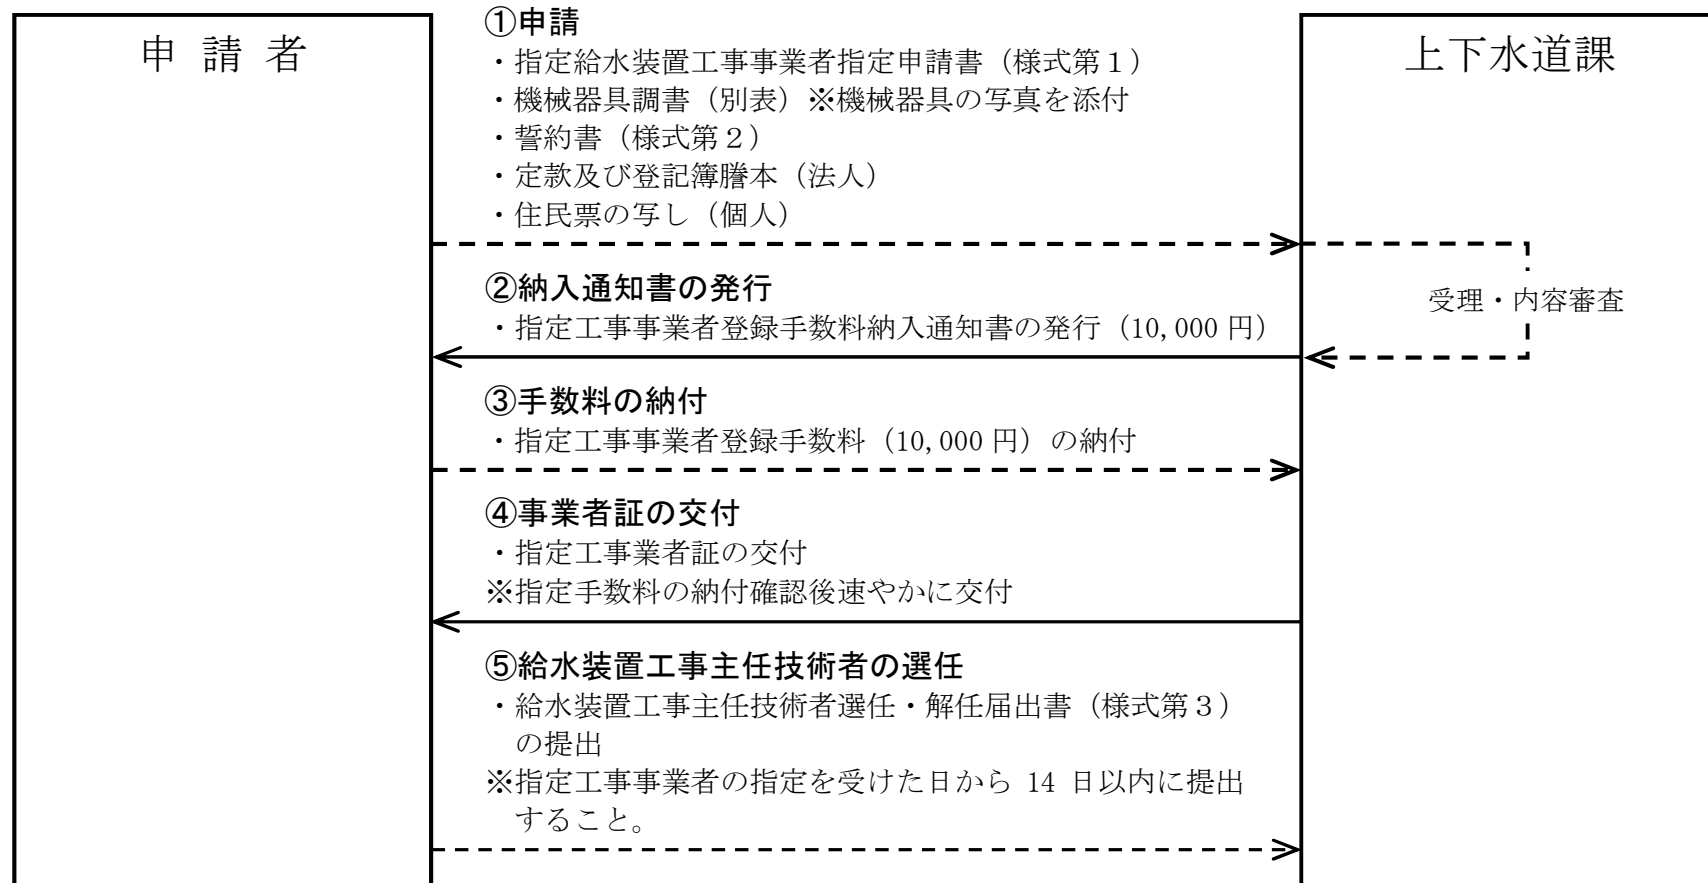 申 請 者
①申請
・指定給水装置工事事業者指定申請書（様式第１）
・機械器具調書（別表）※機械器具の写真を添付
・誓約書（様式第２）
・定款及び登記簿謄本（法人）
・住民票の写し（個人）
上下水道課
②納入通知書の発行
・指定工事事業者登録手数料納入通知書の発行（10,000 円）
受理・内容審査
③手数料の納付
・指定工事事業者登録手数料（10,000 円）の納付
④事業者証の交付
・指定工事業者証の交付
※指定手数料の納付確認後速やかに交付
⑤給水装置工事主任技術者の選任
・給水装置工事主任技術者選任・解任届出書（様式第３）
の提出
※指定工事事業者の指定を受けた日から 14 日以内に提出
すること。